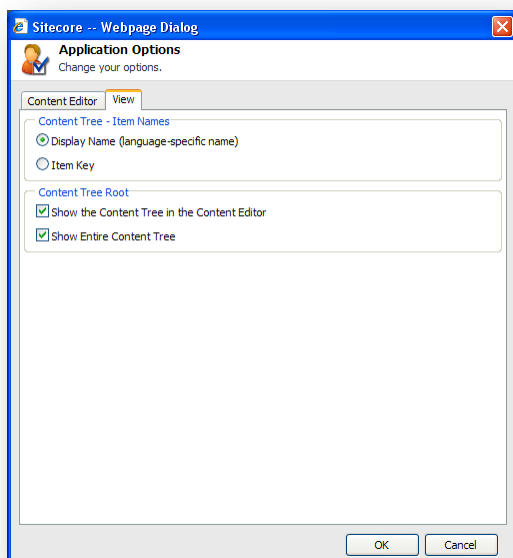 Sitecore -- Webpage Dialog
Application Options
Change your options.
Content Editor View
Content Tree - Item Names
Display Name (language-specific name)
Item Key
Content Tree Root
Show the Content Tree in the Content Editor
Show Entire Content Tree
OK Cancel